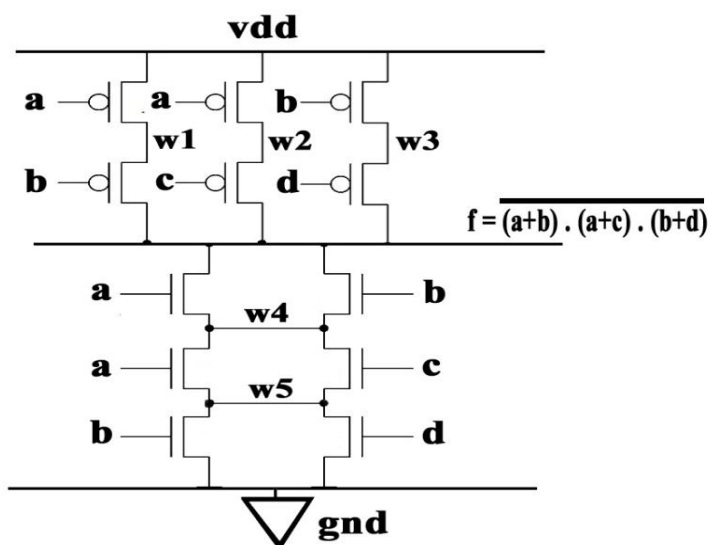 vdd
a a b
w1 w2 w3
b c d
f = (a+b) . (a+c) . (b+d)
a b
w4
a c
w5
b d
gnd